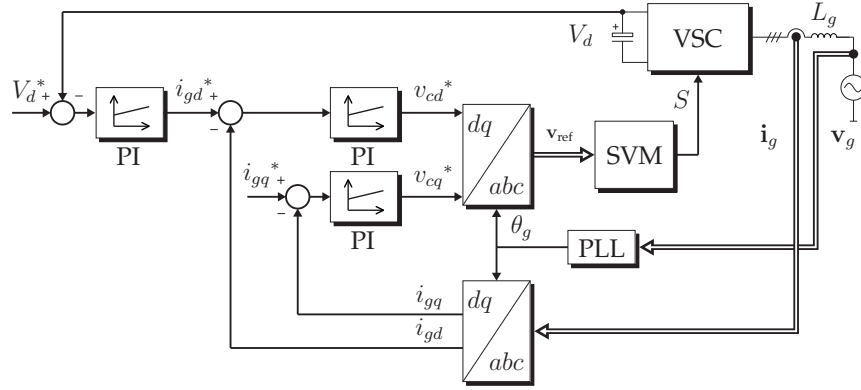 V_d
+
VSC
L_g
V_d^*
+
−
i_gd^*
+
−
v_cd^*
S
PI
PI
dq
abc
v_ref
SVM
i_g
v_g
i_gq^*
+
−
v_cq^*
PI
θ_g
PLL
i_gq
i_gd
dq
abc